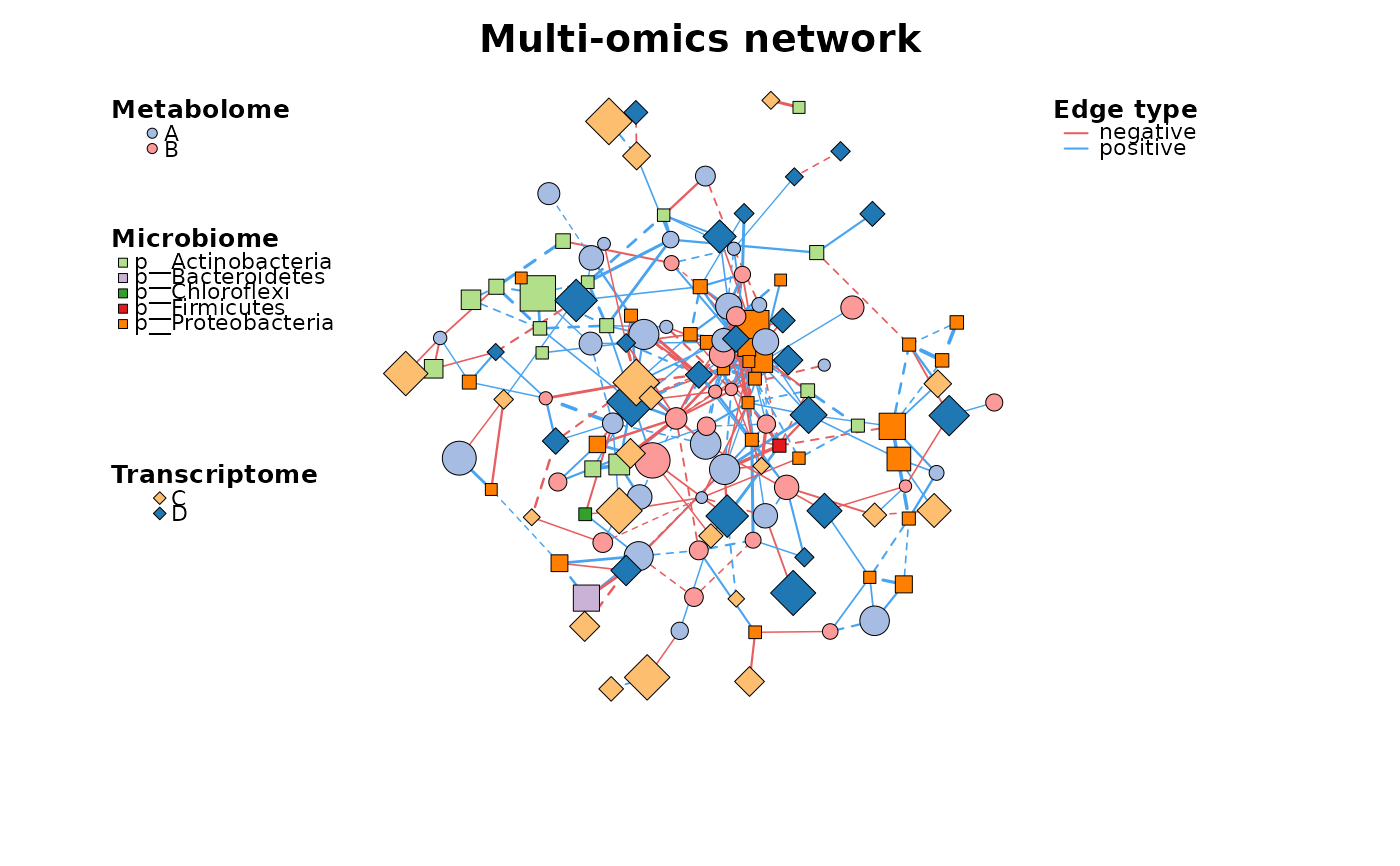 Multi-omics network
Metabolome
A
B
Microbiome
p__Actinobacteria
p__Bacteroidetes
p__Chloroflexi
p__Firmicutes
p__Proteobacteria
Transcriptome
C
D
Edge type
negative
positive